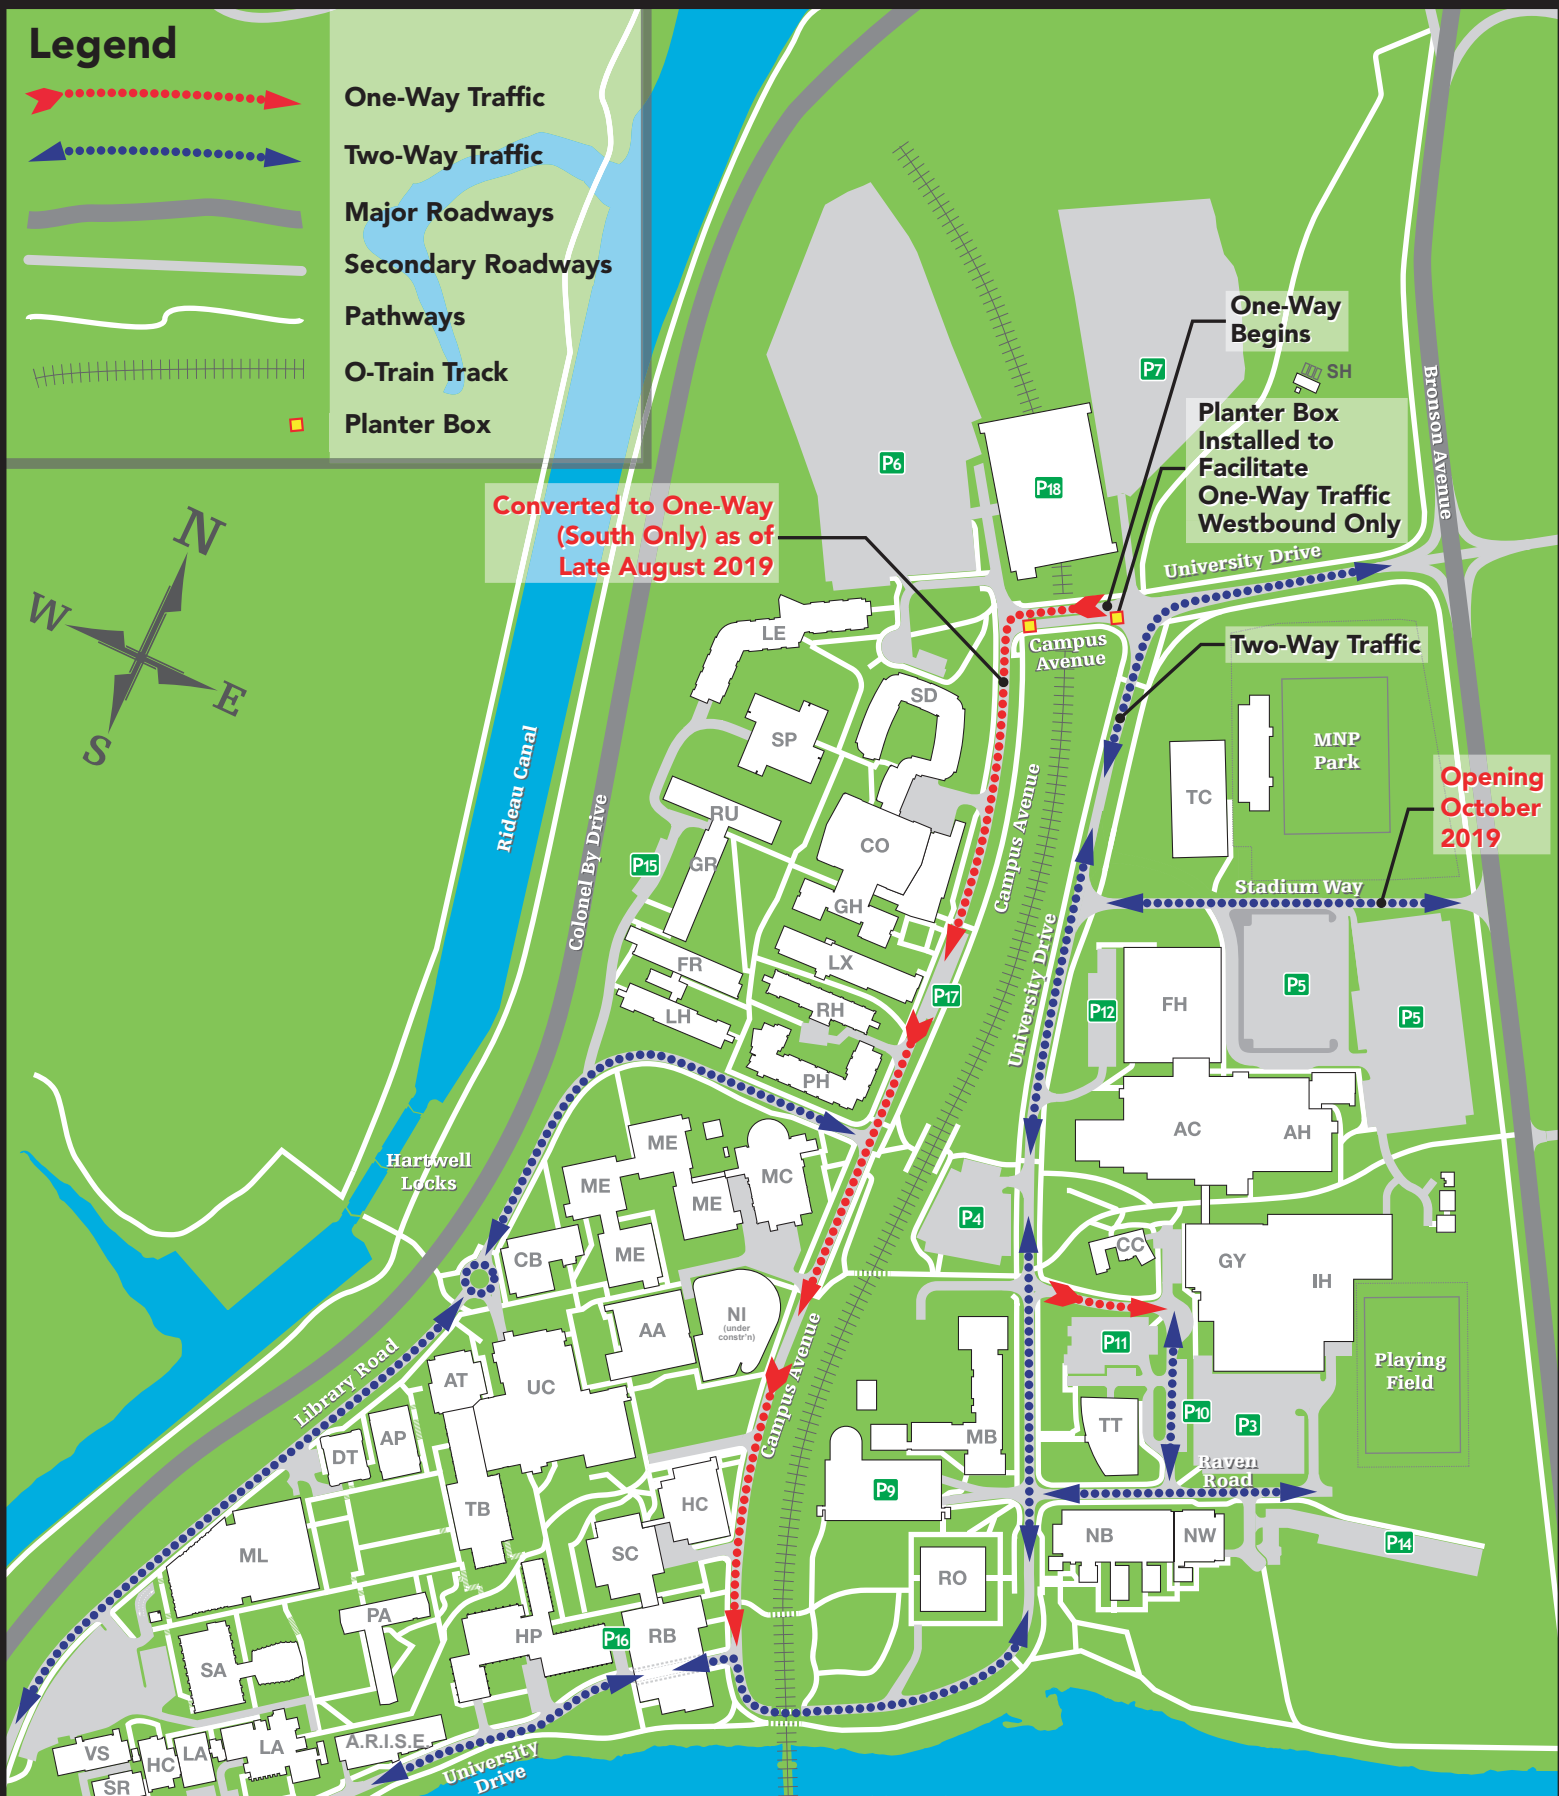 Legend
One-Way Traffic
Two-Way Traffic
Major Roadways
Secondary Roadways
Pathways
O-Train Track
Planter Box
N
W
E
S
One-Way
Begins
P7
SH
Planter Box
Installed to
Facilitate
One-Way Traffic
Westbound Only
Bronson Avenue
P6
P18
Converted to One-Way
(South Only) as of
Late August 2019
University Drive
Campus
Avenue
Two-Way Traffic
LE
SD
SP
MNP
Park
TC
Opening
October
2019
Rideau Canal
Colonel By Drive
RU
GR
P15
CO
GH
Campus Avenue
Stadium Way
University Drive
FR
LH
LX
RH
PH
P17
P12
FH
P5
P5
AC
AH
Hartwell
Locks
ME
ME
ME
ME
MC
CB
P4
CC
GY
IH
NI
(under
constr'n)
AA
Campus Avenue
P11
Playing
Field
Library Road
AT
UC
AP
DT
MB
TT
P10
P3
Raven
Road
P9
TB
HC
ML
SC
NB
NW
P14
RO
PA
HP
P16
RB
SA
VS
SR
HC
LA
LA
A.R.I.S.E.
University
Drive